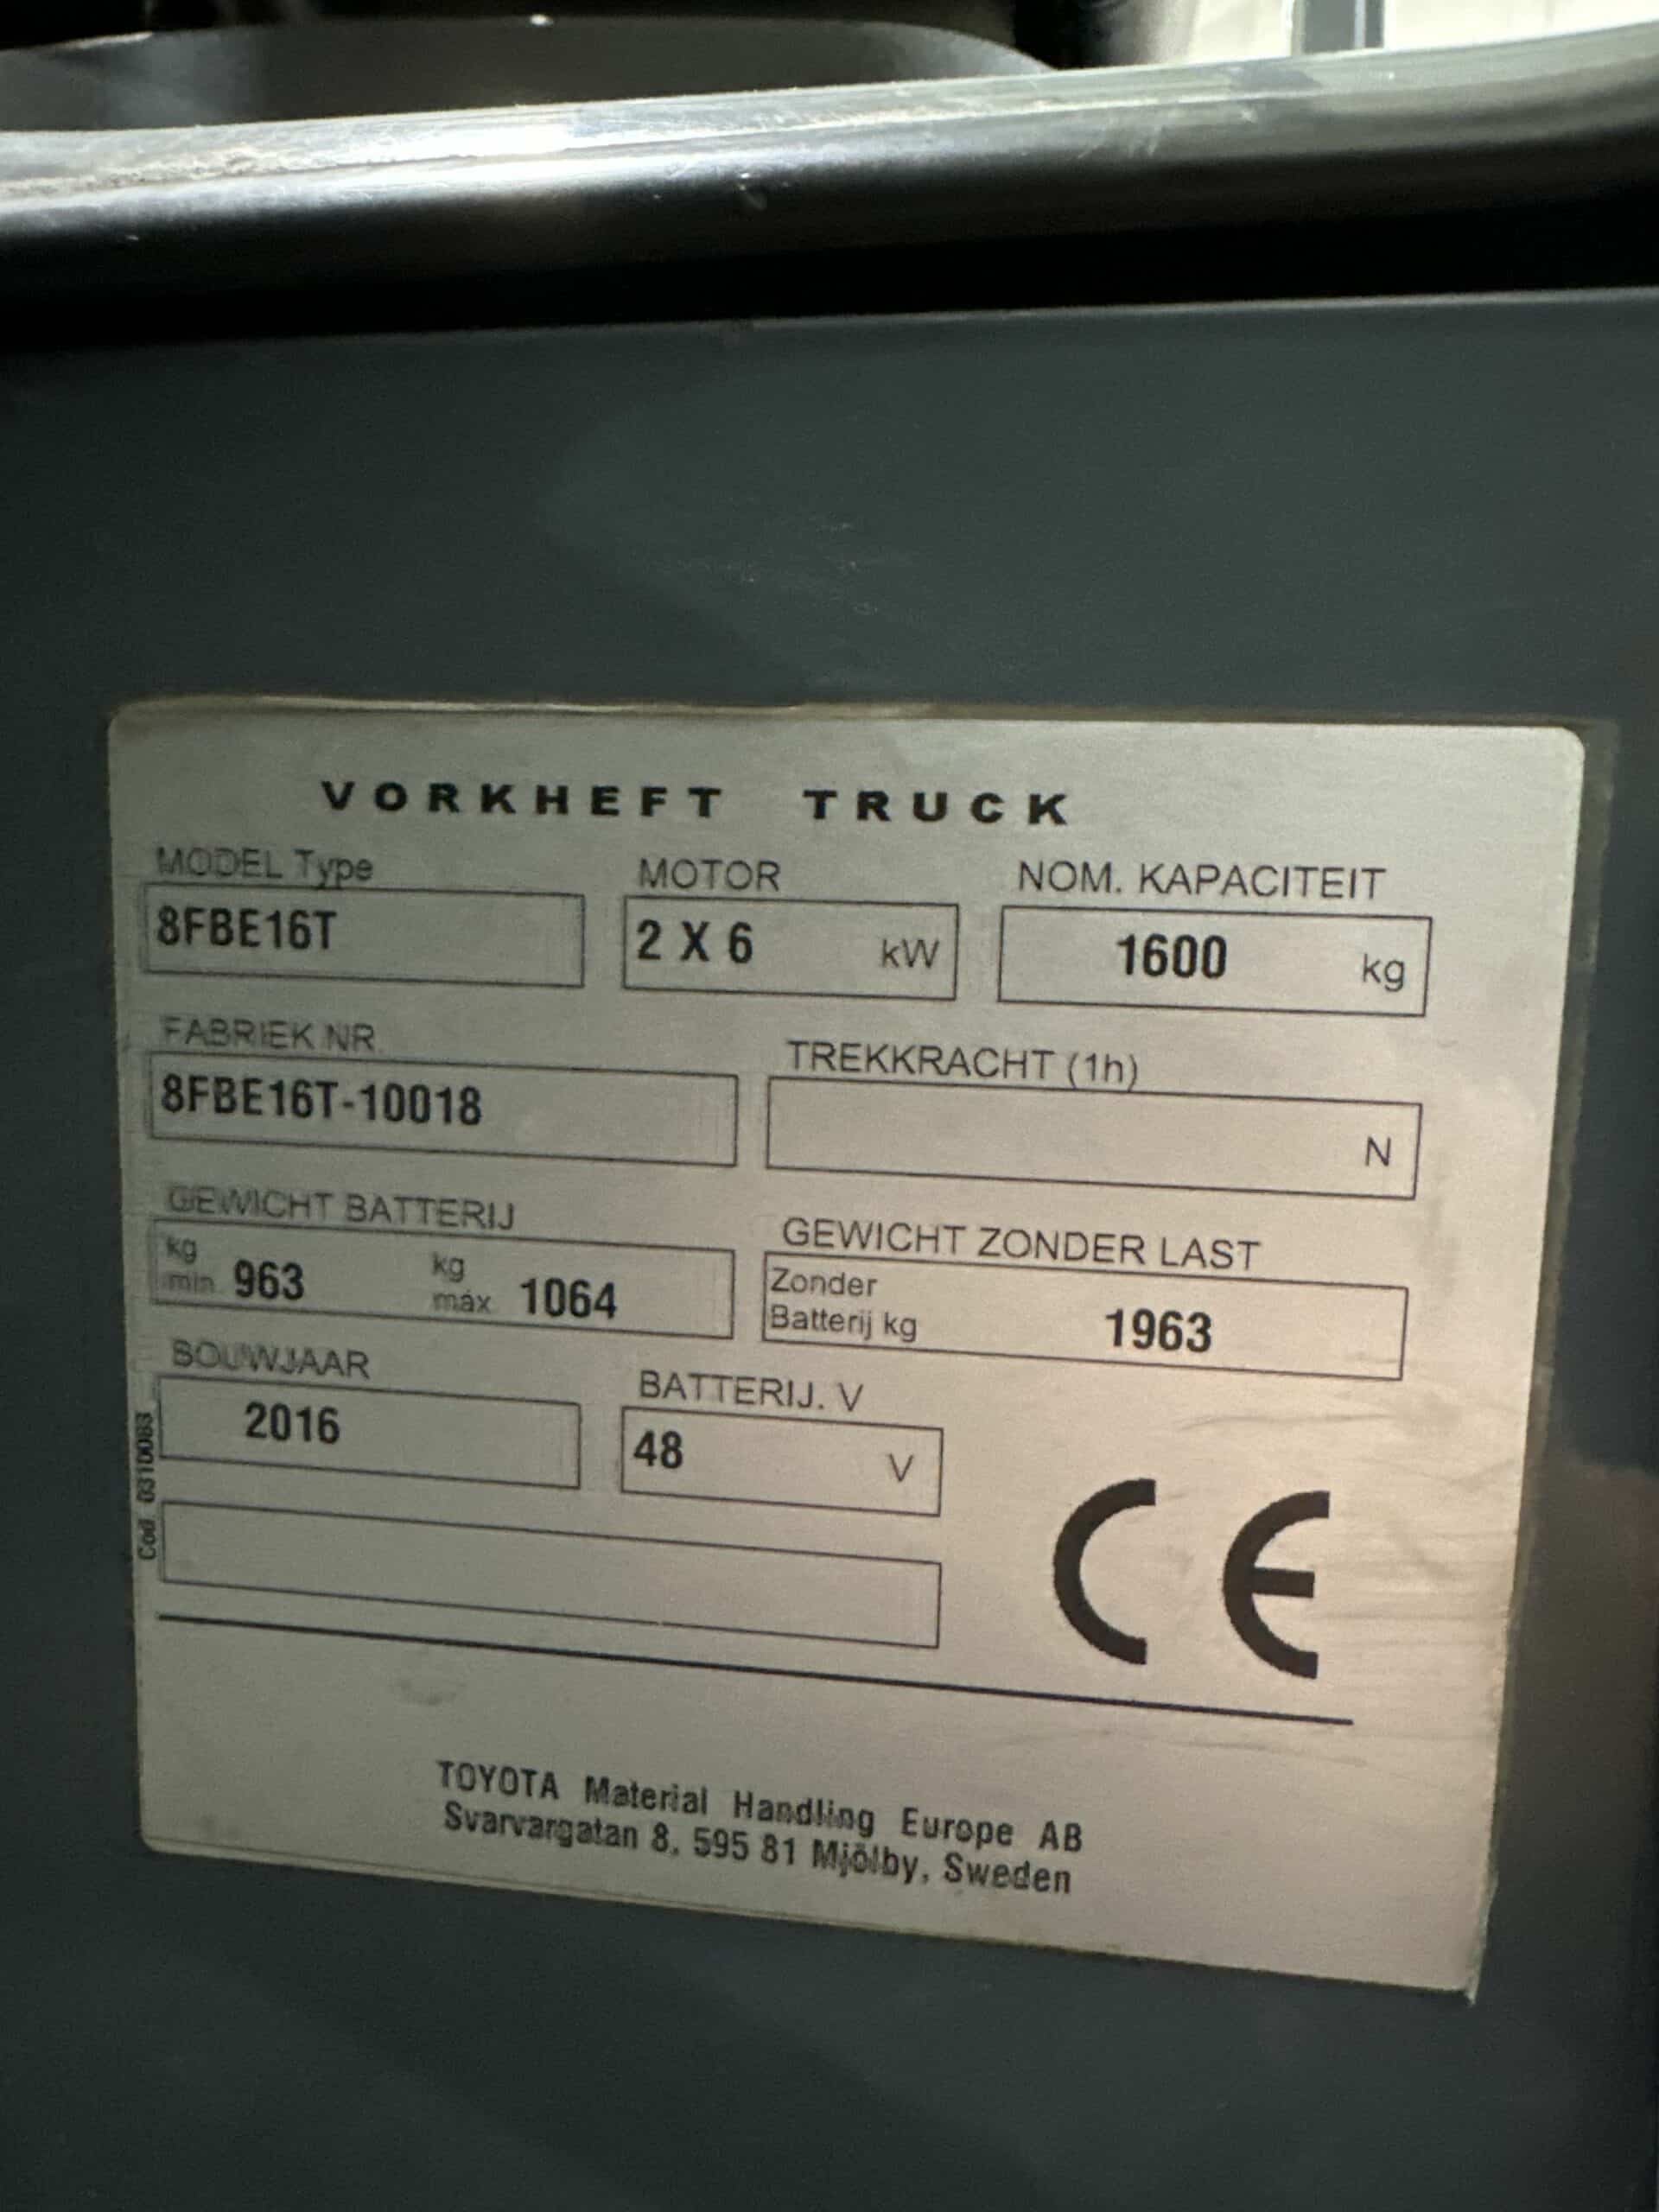 VORKHEFT TRUCK
MODEL Type
MOTOR
NOM. KAPACITEIT
8FBE16T
2 X 6 kW
1600 kg
FABRIEK NR.
TREKKRACHT (1h)
8FBE16T-10018
N
GEWICHT BATTERIJ
GEWICHT ZONDER LAST
kg min 963
kg max 1064
Zonder
Batterij kg 1963
BOUWJAAR
BATTERIJ. V
2016
48 V
Cod. 0310083
CE
TOYOTA Material Handling Europe AB
Svarvargatan 8, 595 81 Mjölby, Sweden